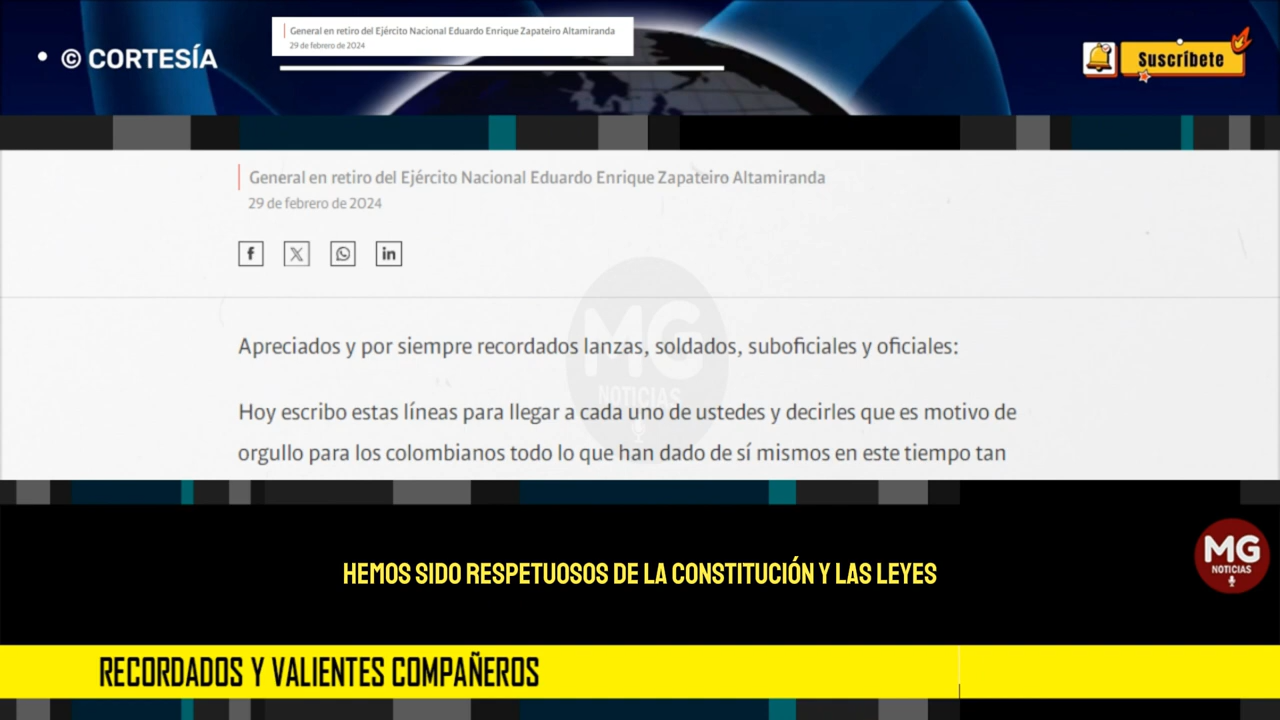 © CORTESÍA
General en retiro del Ejército Nacional Eduardo Enrique Zapateiro Altamiranda
29 de febrero de 2024
Suscríbete
General en retiro del Ejército Nacional Eduardo Enrique Zapateiro Altamiranda
29 de febrero de 2024
Apreciados y por siempre recordados lanzas, soldados, suboficiales y oficiales:
Hoy escribo estas líneas para llegar a cada uno de ustedes y decirles que es motivo de
orgullo para los colombianos todo lo que han dado de sí mismos en este tiempo tan
MG
NOTICIAS
HEMOS SIDO RESPETUOSOS DE LA CONSTITUCIÓN Y LAS LEYES
MG
NOTICIAS
RECORDADOS Y VALIENTES COMPAÑEROS